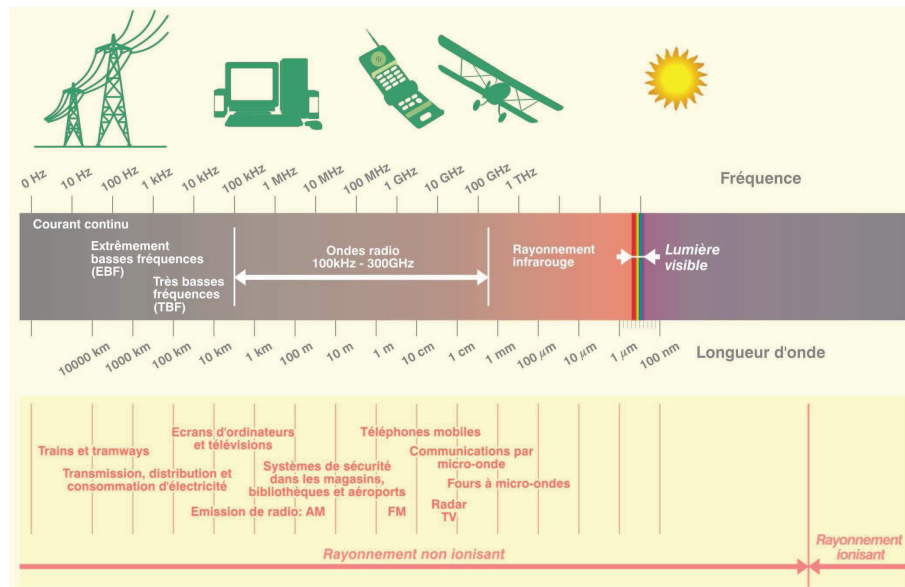 0 Hz
10 Hz
100 Hz
1 kHz
10 kHz
100 kHz
1 MHz
10 MHz
100 MHz
1 GHz
10 GHz
100 GHz
1 THz
Fréquence
Courant continu
Extrêmement
basses fréquences
(EBF)
Très basses
fréquences
(TBF)
Ondes radio
100kHz - 300GHz
Rayonnement
infrarouge
Lumière
visible
10000 km
1000 km
100 km
10 km
1 km
100 m
10 m
1 m
10 cm
1 cm
1 mm
100 µm
10 µm
1 µm
100 nm
Longueur d'onde
Trains et tramways
Transmission, distribution et
consommation d'électricité
Ecrans d'ordinateurs
et télévisions
Systèmes de sécurité
dans les magasins,
bibliothèques et aéroports
Emission de radio: AM
FM
Téléphones mobiles
Communications par
micro-onde
Fours à micro-ondes
Radar
TV
Rayonnement non ionisant
Rayonnement
ionisant